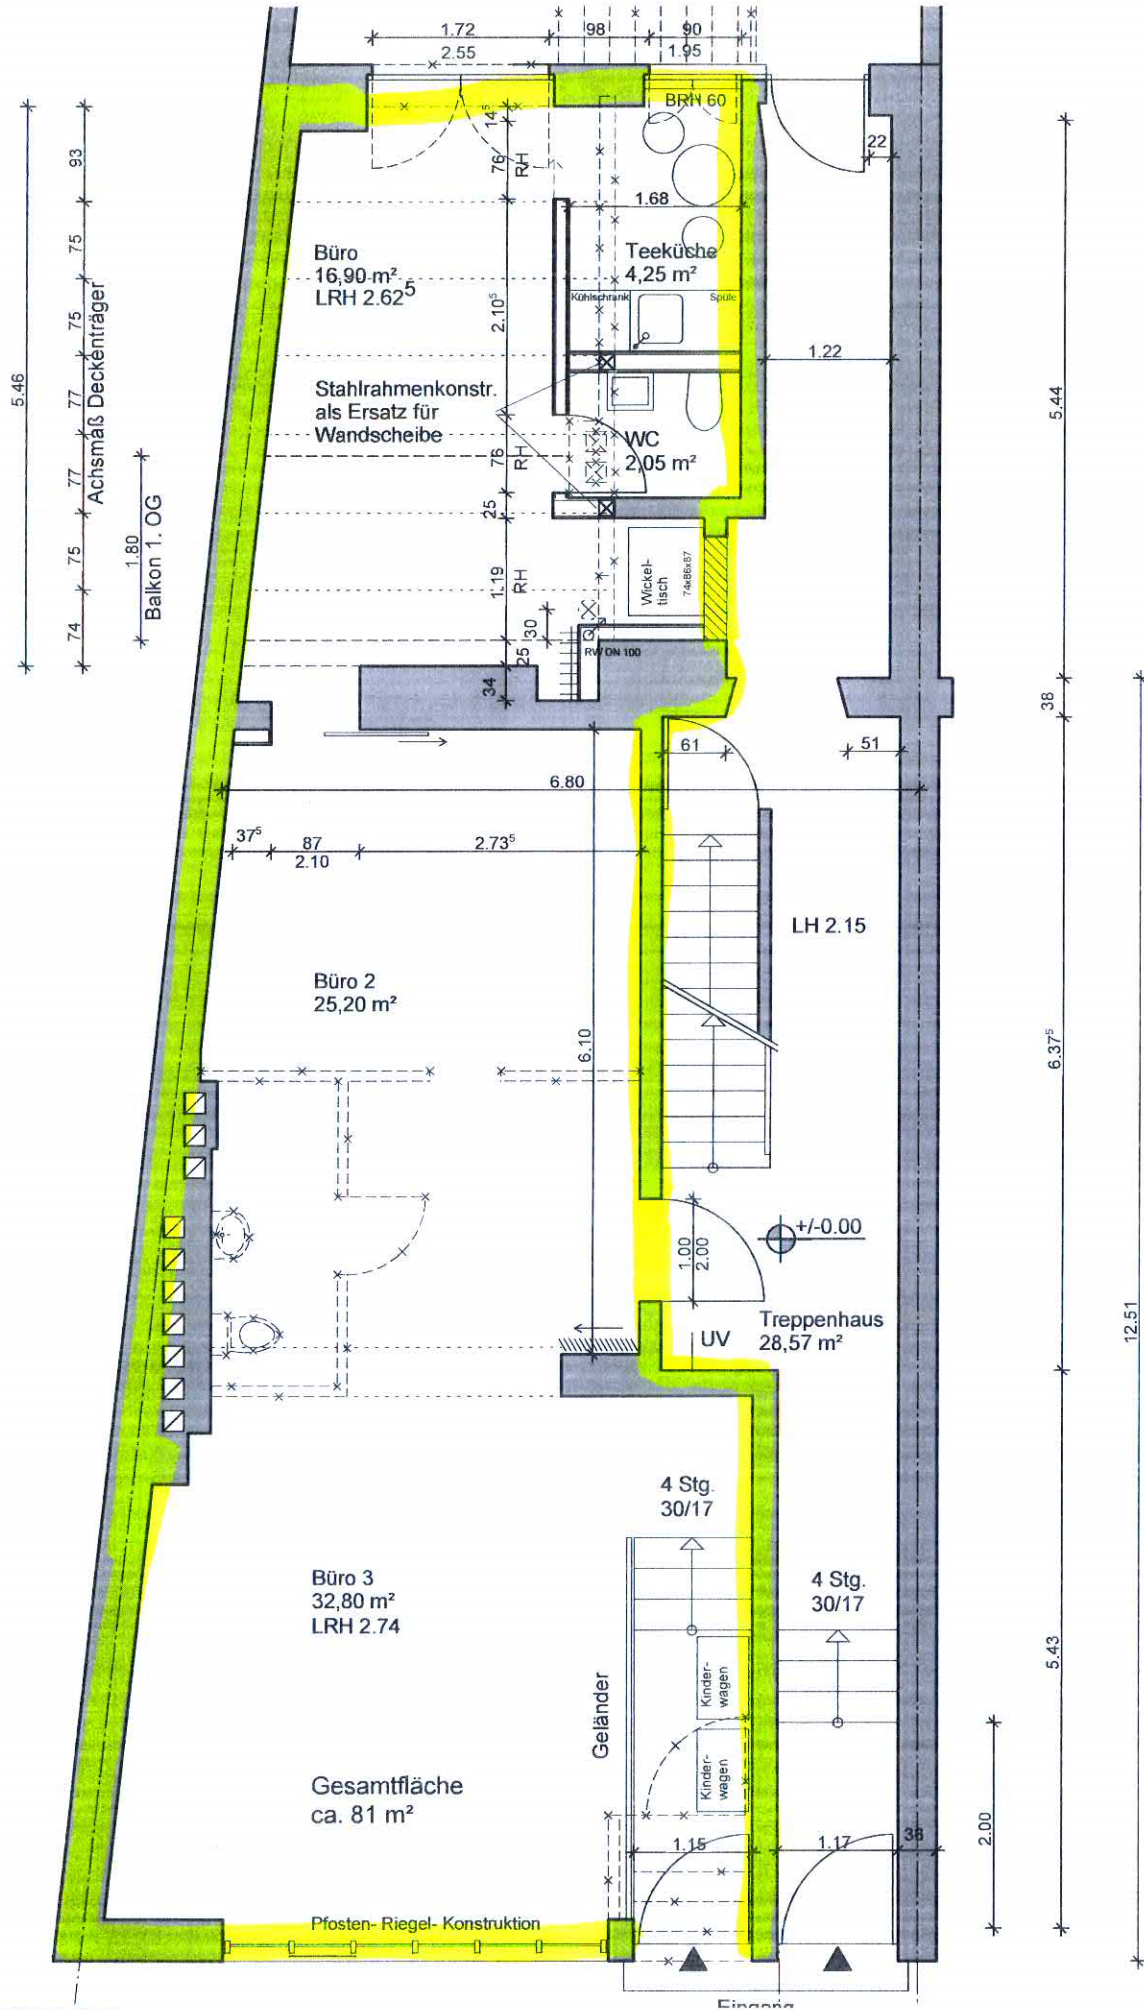 1.72
2.55
98
90
1.95
BRH 60
14⁵
76
RH
22
93
75
75
77
77
75
74
Achsmaß Deckenträger
5.46
1.80
Balkon 1. OG
Büro
16,90 m²
LRH 2.62⁵
1.68
Teeküche
4,25 m²
Kühlschrank
Spüle
2.10⁵
1.22
5.44
Stahlrahmenkonstr.
als Ersatz für
Wandscheibe
WC
2,05 m²
76
RH
25
1.19
RH
Wickel-
tisch
74x86x87
30
25
RW DN 100
34
38
61
51
6.80
37⁵
87
2.10
2.73⁵
LH 2.15
Büro 2
25,20 m²
6.10
6.37⁵
+/-0.00
1.00
2.00
UV
Treppenhaus
28,57 m²
12.51
4 Stg.
30/17
4 Stg.
30/17
Büro 3
32,80 m²
LRH 2.74
Kinder-
wagen
Kinder-
wagen
Geländer
5.43
2.00
Gesamtfläche
ca. 81 m²
1.15
1.17
38
Pfosten- Riegel- Konstruktion
Eingang